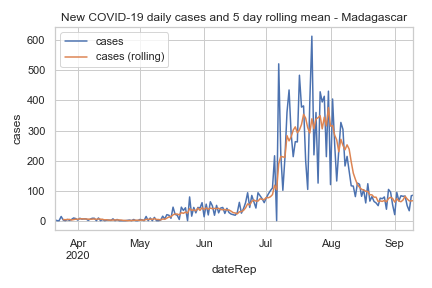 New COVID-19 daily cases and 5 day rolling mean - Madagascar
cases
cases (rolling)
600
500
400
300
200
100
0
cases
Apr
2020
May
Jun
Jul
Aug
Sep
dateRep